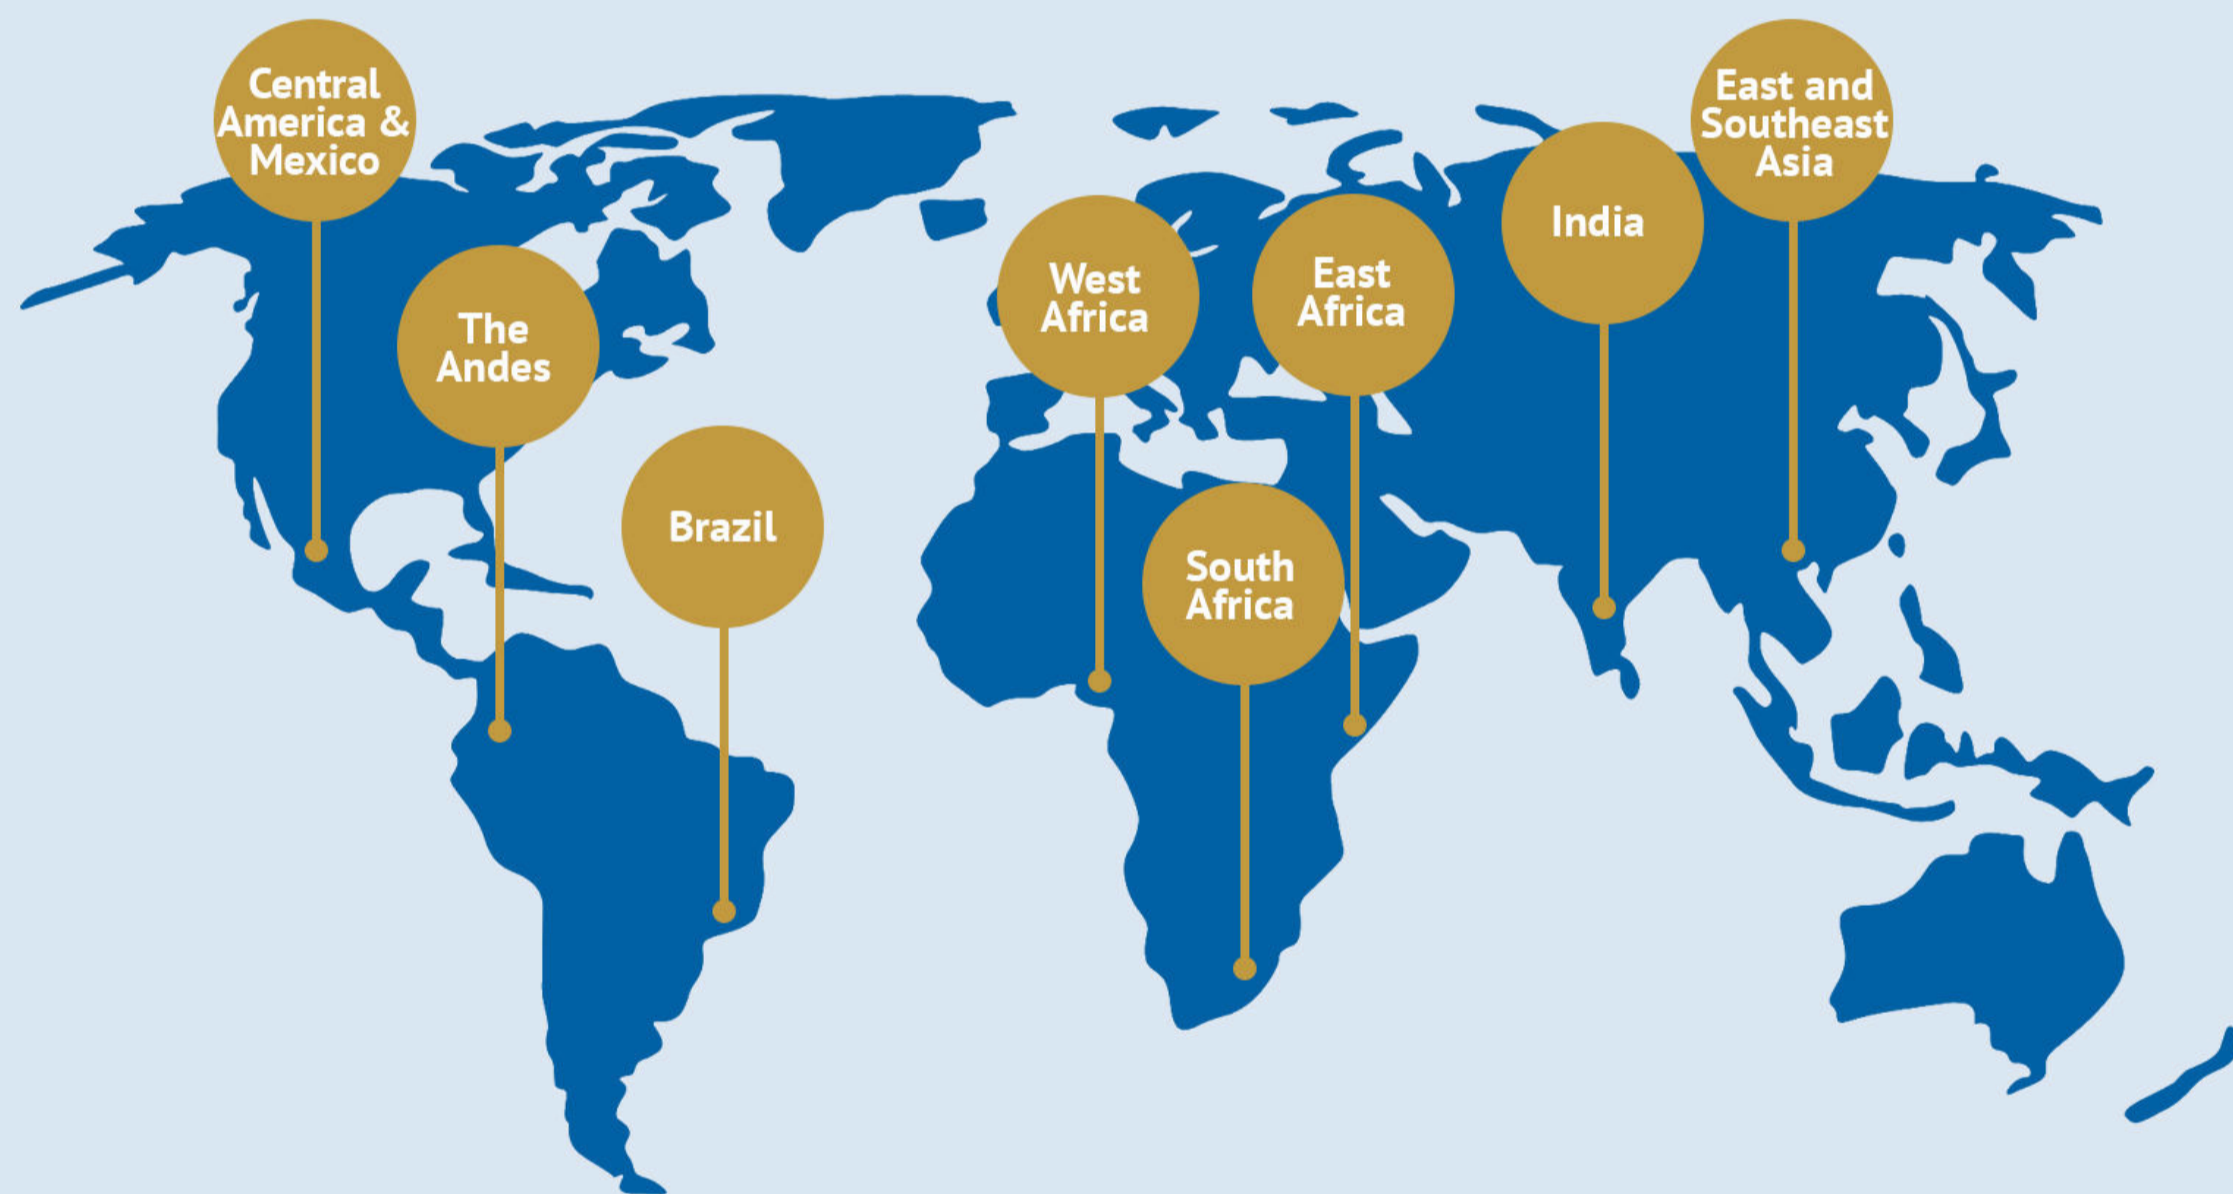 Central
America &
Mexico
East and
Southeast
Asia
India
West
Africa
East
Africa
The
Andes
Brazil
South
Africa